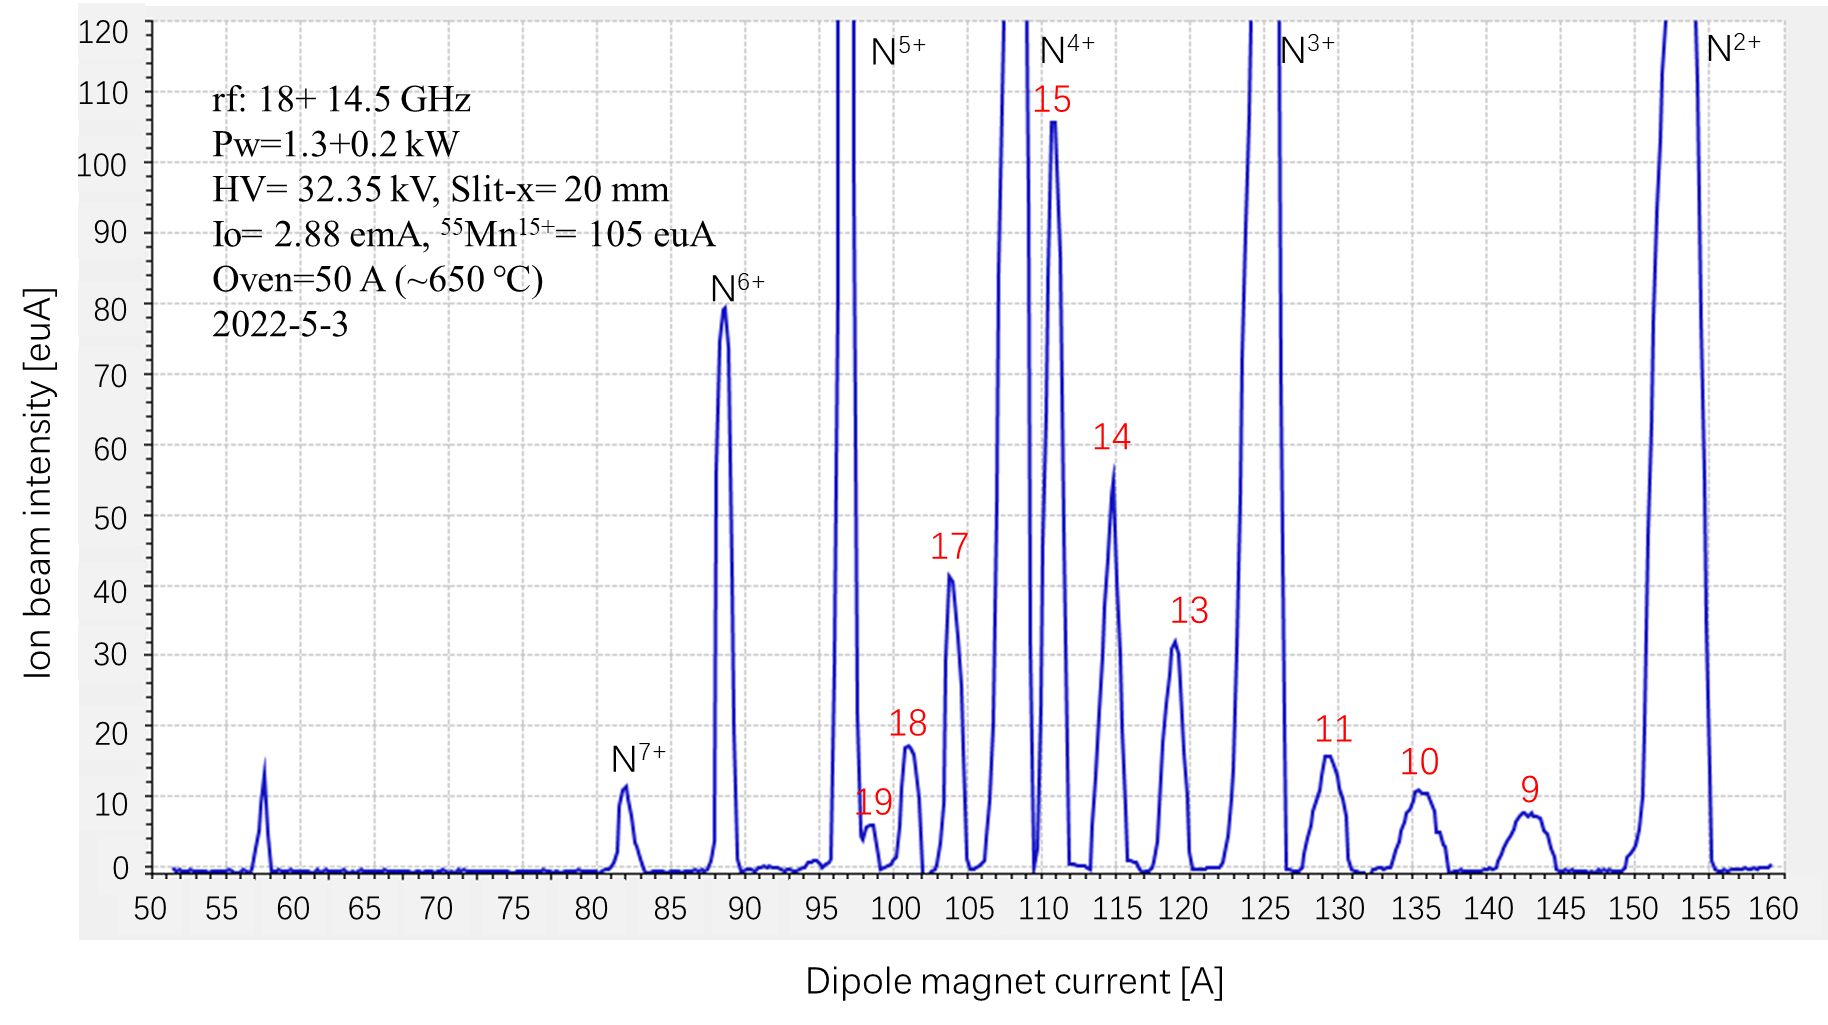 120
110
100
90
80
70
60
50
40
30
20
10
0
Ion beam intensity [euA]
rf: 18+ 14.5 GHz
Pw=1.3+0.2 kW
HV= 32.35 kV, Slit-x= 20 mm
Io= 2.88 emA, ⁵⁵Mn¹⁵⁺= 105 euA
Oven=50 A (~650 ℃)
2022-5-3
N⁷⁺
N⁶⁺
N⁵⁺
19
18
17
N⁴⁺
15
14
13
N³⁺
11
10
9
N²⁺
50 55 60 65 70 75 80 85 90 95 100 105 110 115 120 125 130 135 140 145 150 155 160
Dipole magnet current [A]